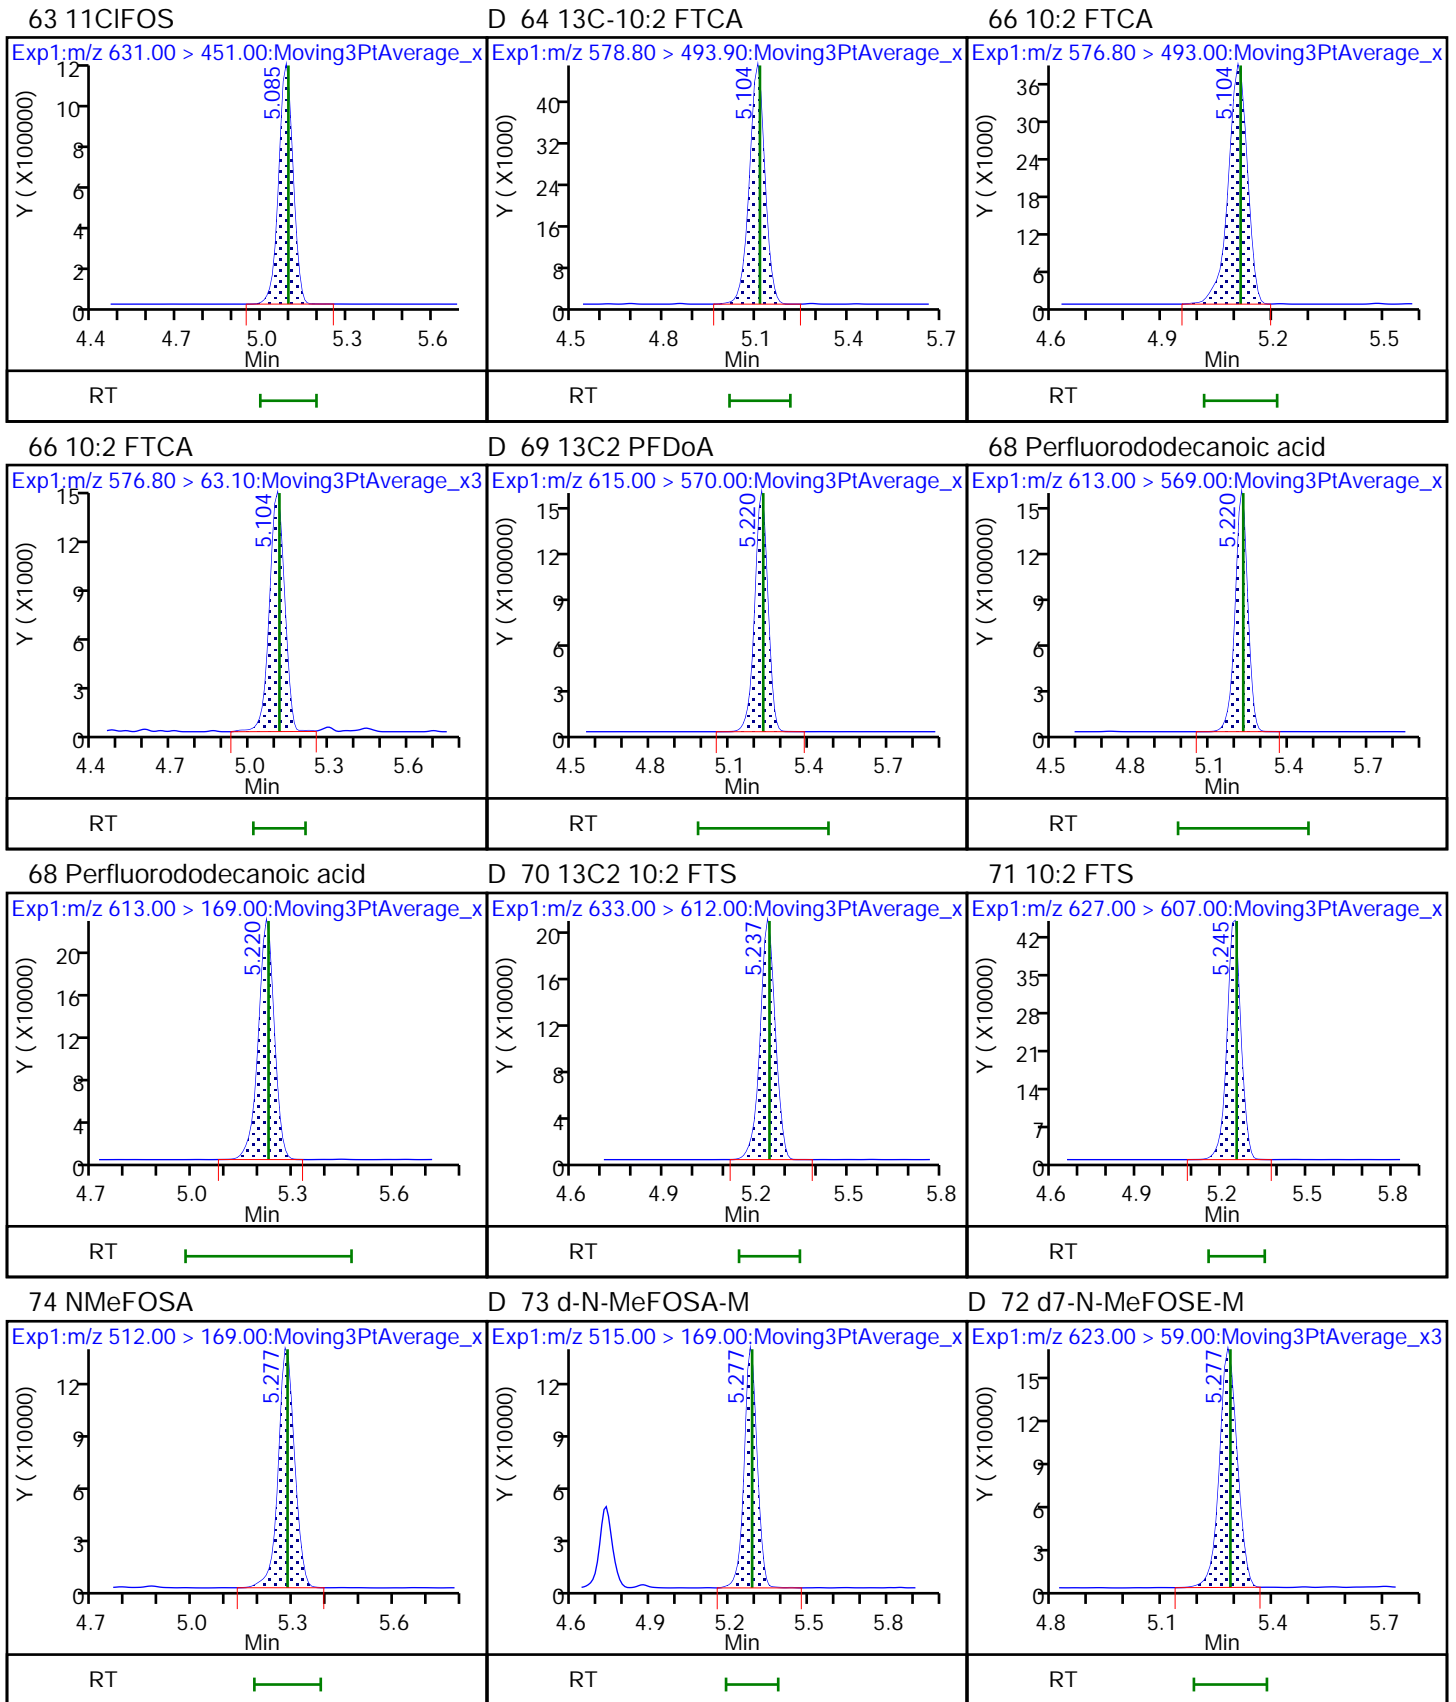 63 11ClFOS
Exp1:m/z 631.00 > 451.00:Moving3PtAverage_x
Y ( X100000)
12
10
8
6
4
2
0
5.085
4.4 4.7 5.0 5.3 5.6
Min
RT
D 64 13C-10:2 FTCA
Exp1:m/z 578.80 > 493.90:Moving3PtAverage_x
Y ( X1000)
40
32
24
16
8
0
5.104
4.5 4.8 5.1 5.4 5.7
Min
RT
66 10:2 FTCA
Exp1:m/z 576.80 > 493.00:Moving3PtAverage_x
Y ( X1000)
36
30
24
18
12
6
0
5.104
4.6 4.9 5.2 5.5
Min
RT
66 10:2 FTCA
Exp1:m/z 576.80 > 63.10:Moving3PtAverage_x3
Y ( X1000)
15
12
9
6
3
0
5.104
4.4 4.7 5.0 5.3 5.6
Min
RT
D 69 13C2 PFDoA
Exp1:m/z 615.00 > 570.00:Moving3PtAverage_x
Y ( X100000)
15
12
9
6
3
0
5.220
4.5 4.8 5.1 5.4 5.7
Min
RT
68 Perfluorododecanoic acid
Exp1:m/z 613.00 > 569.00:Moving3PtAverage_x
Y ( X100000)
15
12
9
6
3
0
5.220
4.5 4.8 5.1 5.4 5.7
Min
RT
68 Perfluorododecanoic acid
Exp1:m/z 613.00 > 169.00:Moving3PtAverage_x
Y ( X10000)
20
16
12
8
4
0
5.220
4.7 5.0 5.3 5.6
Min
RT
D 70 13C2 10:2 FTS
Exp1:m/z 633.00 > 612.00:Moving3PtAverage_x
Y ( X10000)
20
16
12
8
4
0
5.237
4.6 4.9 5.2 5.5 5.8
Min
RT
71 10:2 FTS
Exp1:m/z 627.00 > 607.00:Moving3PtAverage_x
Y ( X10000)
42
35
28
21
14
7
0
5.245
4.6 4.9 5.2 5.5 5.8
Min
RT
74 NMeFOSA
Exp1:m/z 512.00 > 169.00:Moving3PtAverage_x
Y ( X10000)
12
9
6
3
0
5.277
4.7 5.0 5.3 5.6
Min
RT
D 73 d-N-MeFOSA-M
Exp1:m/z 515.00 > 169.00:Moving3PtAverage_x
Y ( X10000)
12
9
6
3
0
5.277
4.6 4.9 5.2 5.5 5.8
Min
RT
D 72 d7-N-MeFOSE-M
Exp1:m/z 623.00 > 59.00:Moving3PtAverage_x3
Y ( X10000)
15
12
9
6
3
0
5.277
4.8 5.1 5.4 5.7
Min
RT